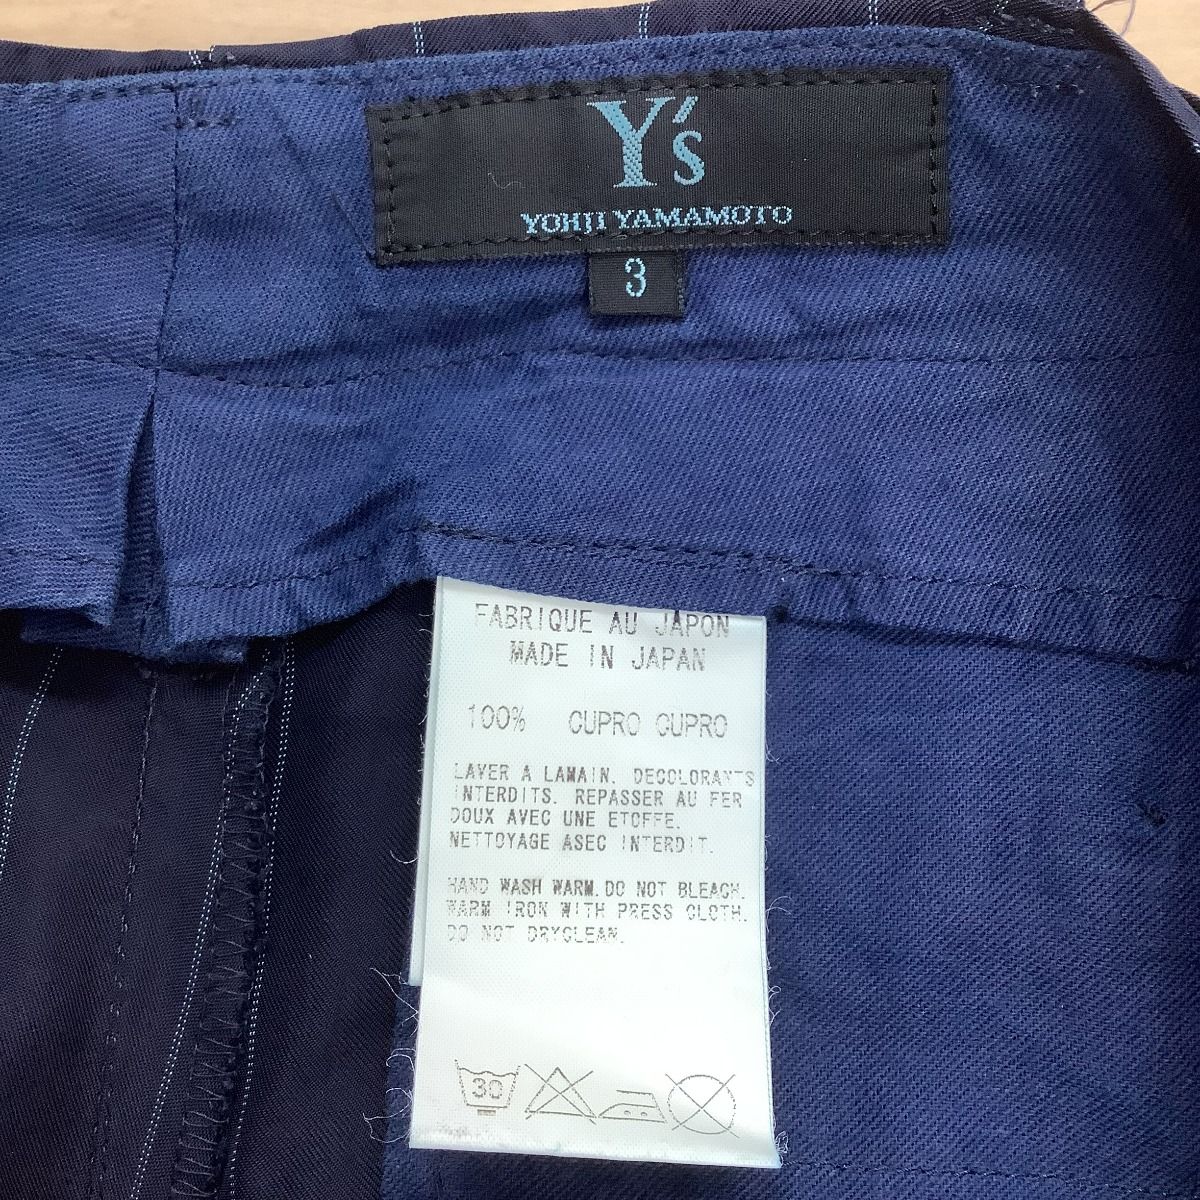 Y's
YOHJI YAMAMOTO
3
FABRIQUE AU JAPON
MADE IN JAPAN
100% CUPRO CUPRO
LAVER A LAMAIN. DECOLORANTS
INTERDITS. REPASSER AU FER
DOUX AVEC UNE ETOFFE.
NETTOYAGE ASEC INTERDIT.
HAND WASH WARM. DO NOT BLEACH.
WARM IRON WITH PRESS CLOTH.
DO NOT DRYCLEAN.
30